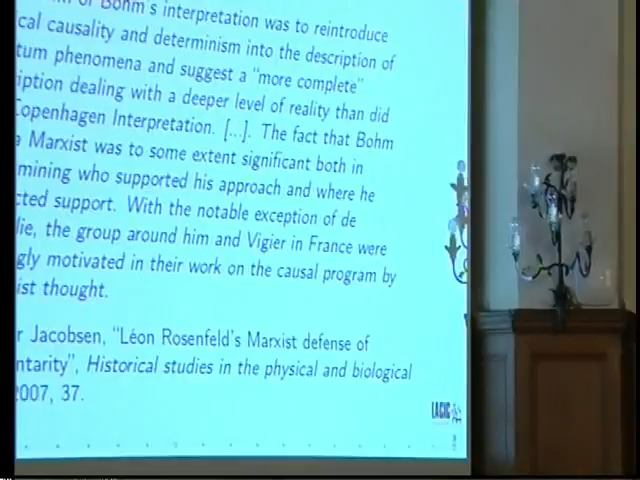 of Bohm's interpretation was to reintroduce
cal causality and determinism into the description of
tum phenomena and suggest a "more complete"
iption dealing with a deeper level of reality than did
Copenhagen Interpretation. [...]. The fact that Bohm
a Marxist was to some extent significant both in
mining who supported his approach and where he
cted support. With the notable exception of de
lie, the group around him and Vigier in France were
gly motivated in their work on the causal program by
ist thought.
r Jacobsen, "Léon Rosenfeld's Marxist defense of
ntarity", Historical studies in the physical and biological
2007, 37.